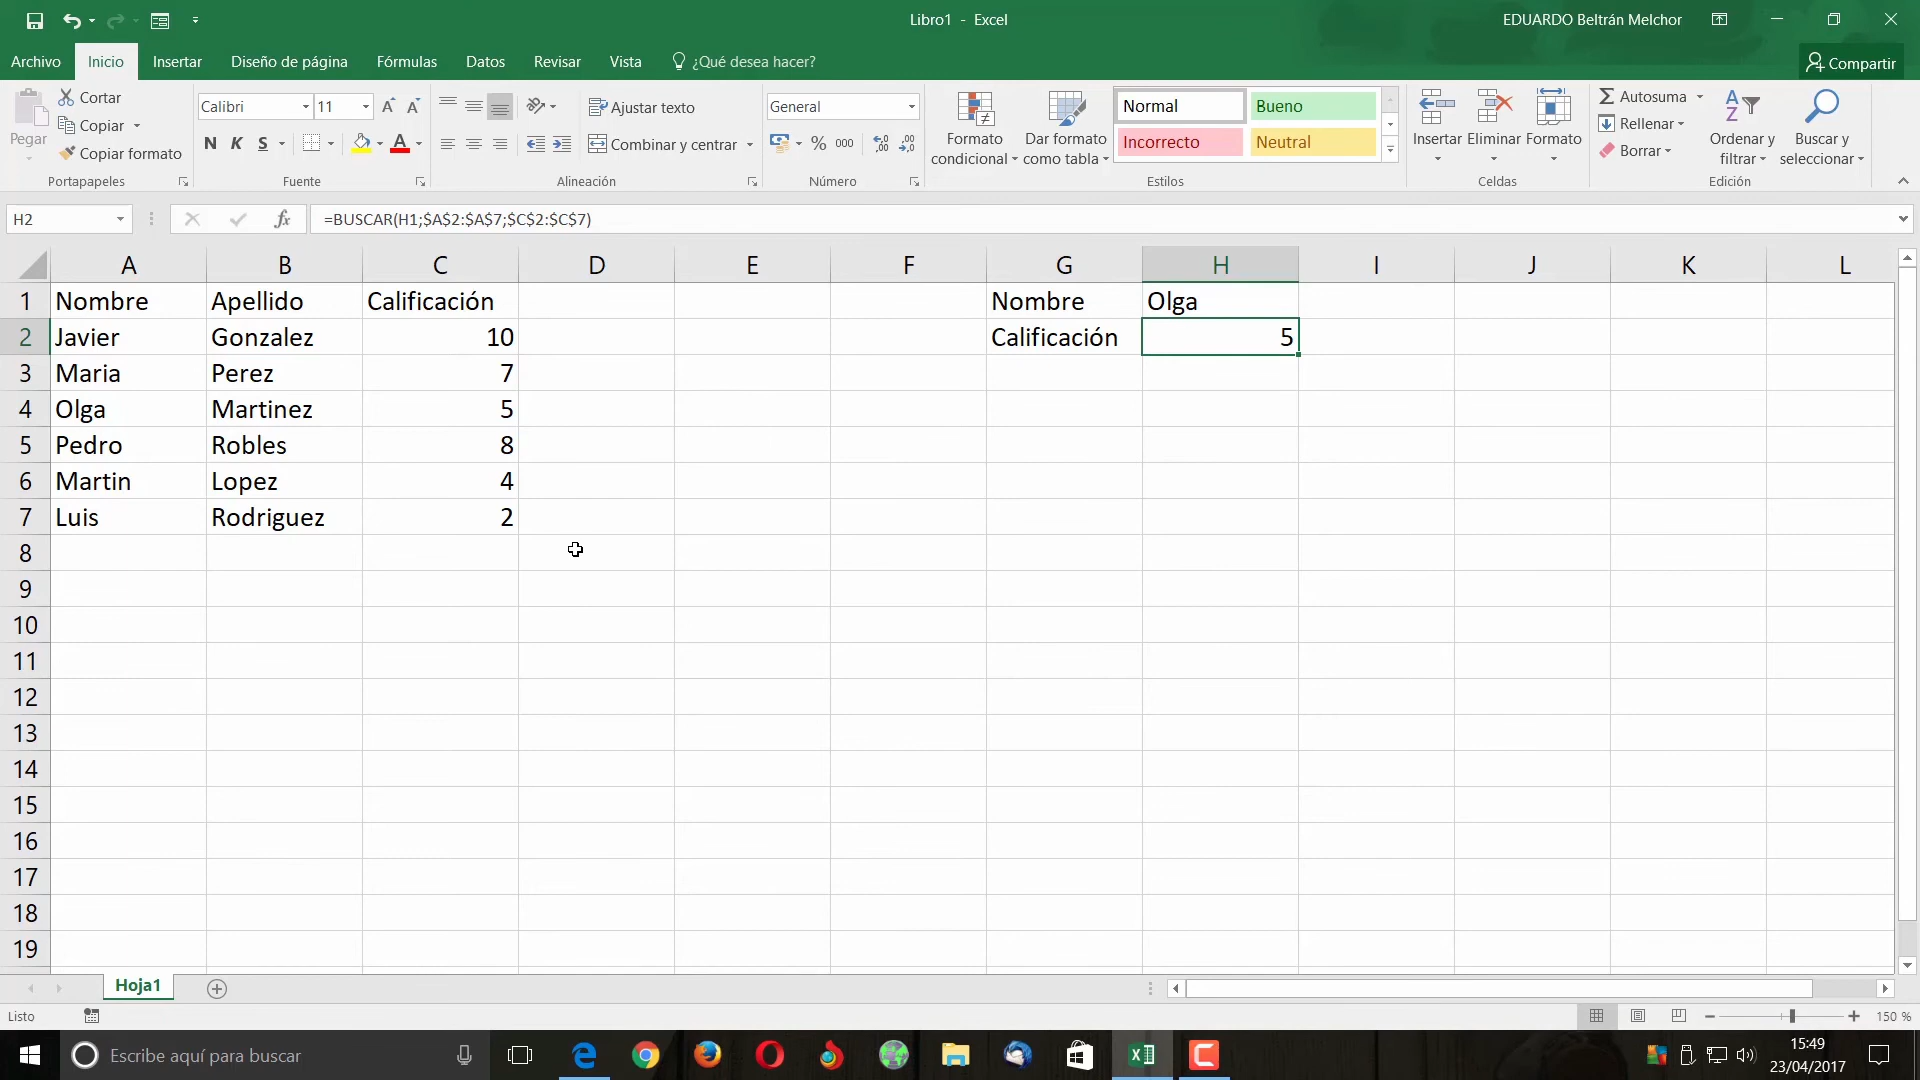 Libro1 - Excel
EDUARDO Beltrán Melchor
Archivo Inicio Insertar Diseño de página Fórmulas Datos Revisar Vista ¿Qué desea hacer? Compartir
Pegar
Cortar
Copiar
Copiar formato
Portapapeles
Calibri 11
N K S
Fuente
Ajustar texto
Combinar y centrar
Alineación
General
% 000
Número
Formato condicional
Dar formato como tabla
Normal Bueno
Incorrecto Neutral
Estilos
Insertar Eliminar Formato
Celdas
Autosuma
Rellenar
Borrar
Ordenar y filtrar
Buscar y seleccionar
Edición
H2 fx =BUSCAR(H1;$A$2:$A$7;$C$2:$C$7)
A B C D E F G H I J K L
1 Nombre Apellido Calificación Nombre Olga
2 Javier Gonzalez 10 Calificación 5
3 Maria Perez 7
4 Olga Martinez 5
5 Pedro Robles 8
6 Martin Lopez 4
7 Luis Rodriguez 2
8
9
10
11
12
13
14
15
16
17
18
19
Hoja1
Listo 150 %
Escribe aquí para buscar
15:49
23/04/2017